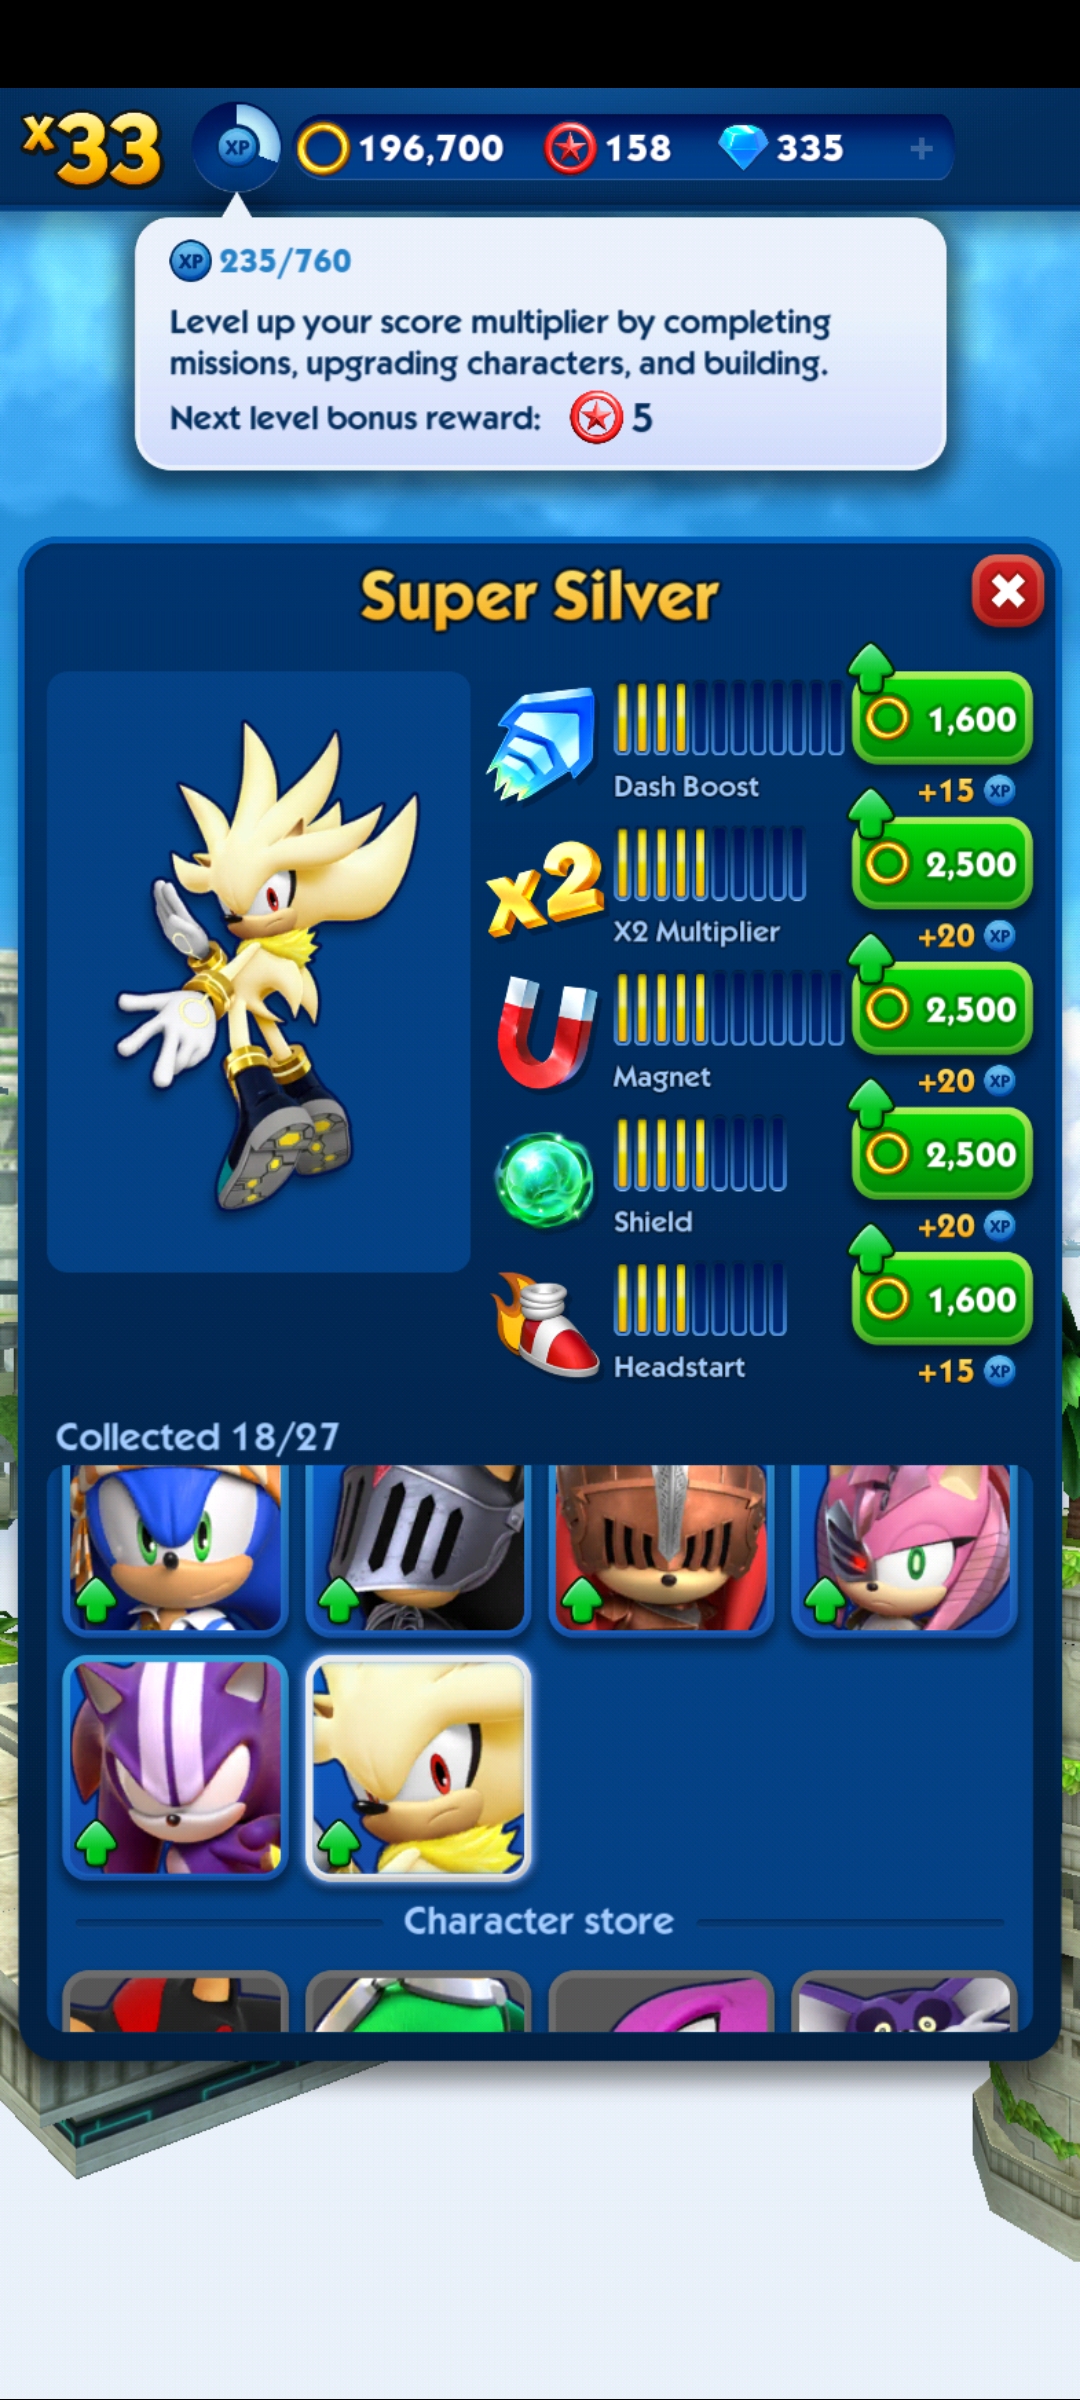 x33
XP
196,700
158
335
+
XP 235/760
Level up your score multiplier by completing
missions, upgrading characters, and building.
Next level bonus reward: 5
Super Silver
1,600
Dash Boost
+15 XP
x2
2,500
X2 Multiplier
+20 XP
2,500
Magnet
+20 XP
2,500
Shield
+20 XP
1,600
Headstart
+15 XP
Collected 18/27
Character store